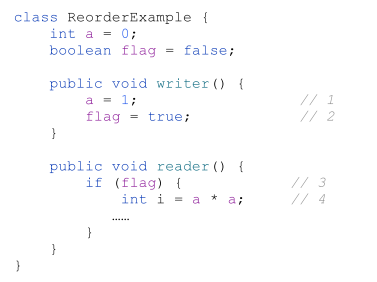 class ReorderExample {
    int a = 0;
    boolean flag = false;

    public void writer() {
        a = 1;                   // 1
        flag = true;             // 2
    }

    public void reader() {
        if (flag) {             // 3
            int i = a * a;      // 4
            ……
        }
    }
}